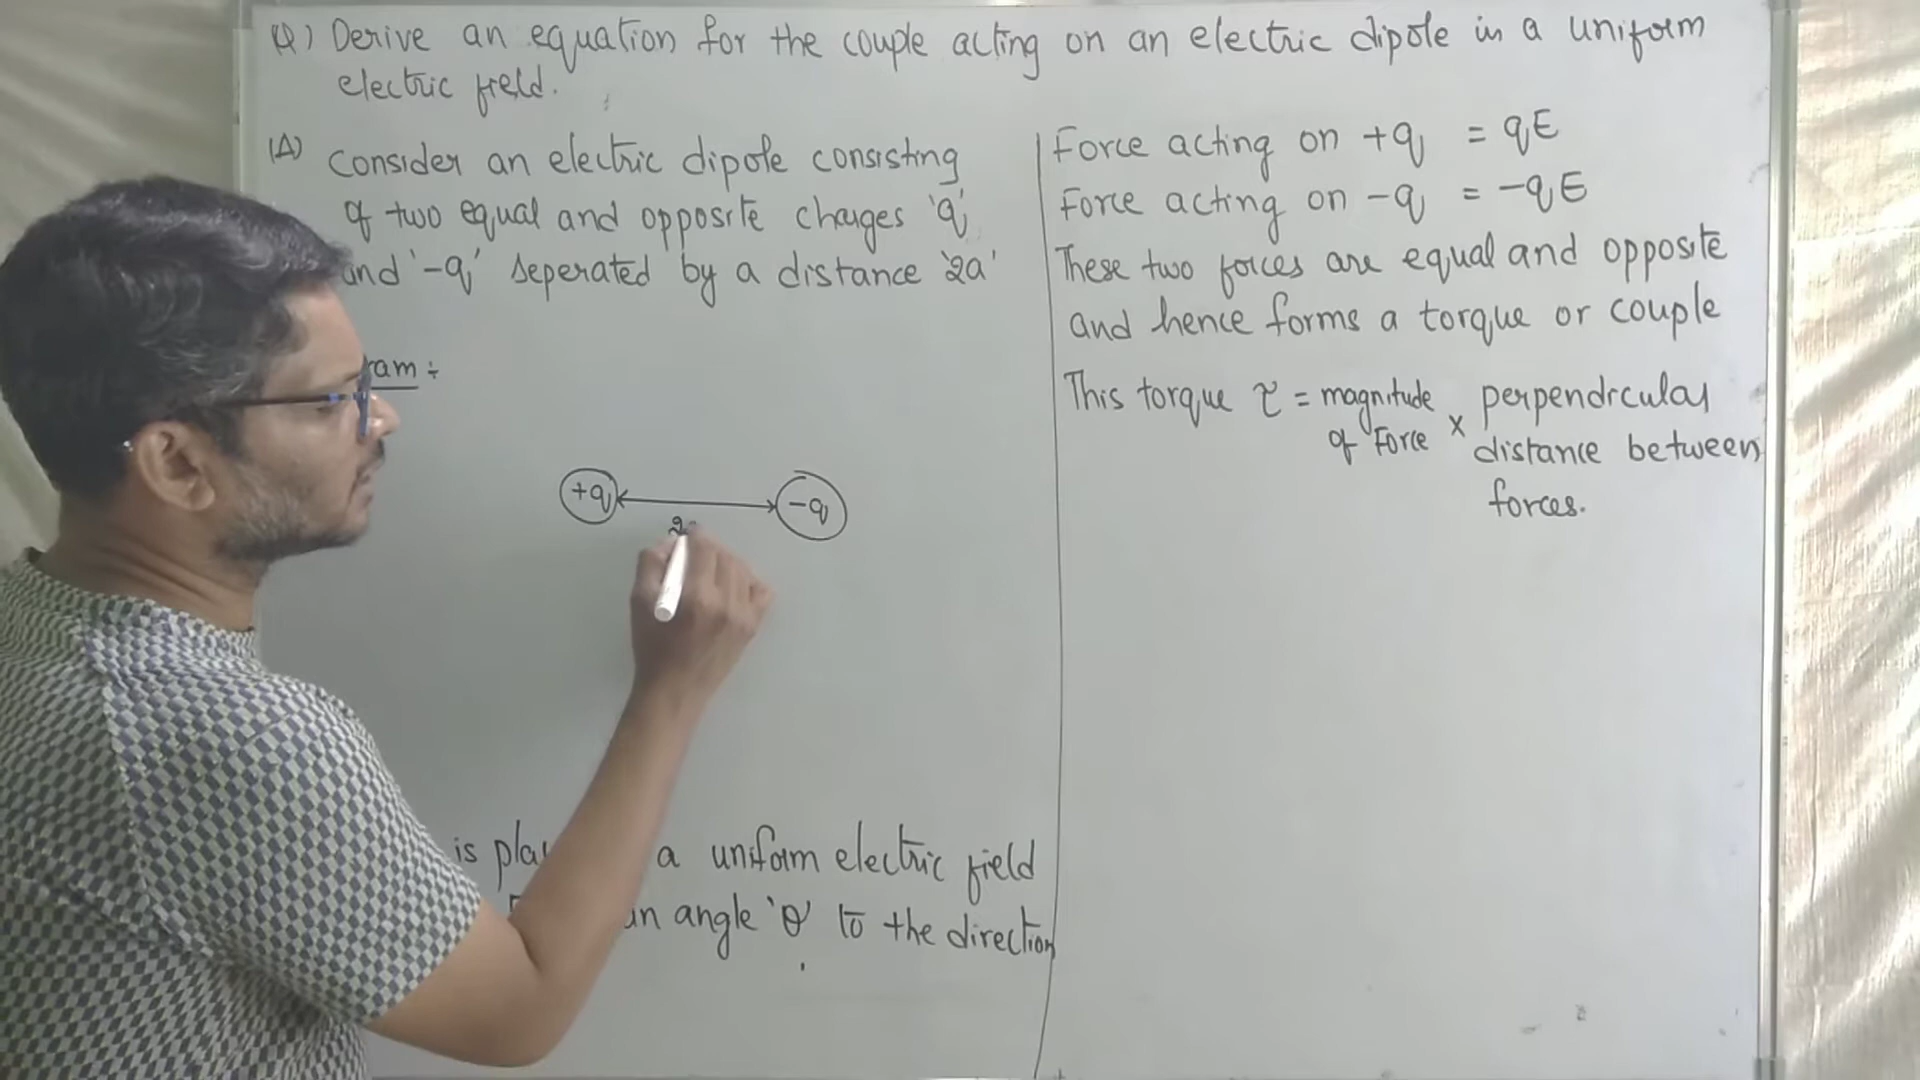 Q) Derive an equation for the couple acting on an electric dipole in a uniform
electric field.
(A) Consider an electric dipole consisting
of two equal and opposite charges 'q'
and '-q' seperated by a distance '2a'
ram ÷
+q -q
2
is pla a uniform electric field
an angle 'θ' to the direction
Force acting on +q = qE
Force acting on -q = -qE
These two forces are equal and opposite
and hence forms a torque or couple
This torque τ = magnitude of Force × perpendicular
distance between
forces.